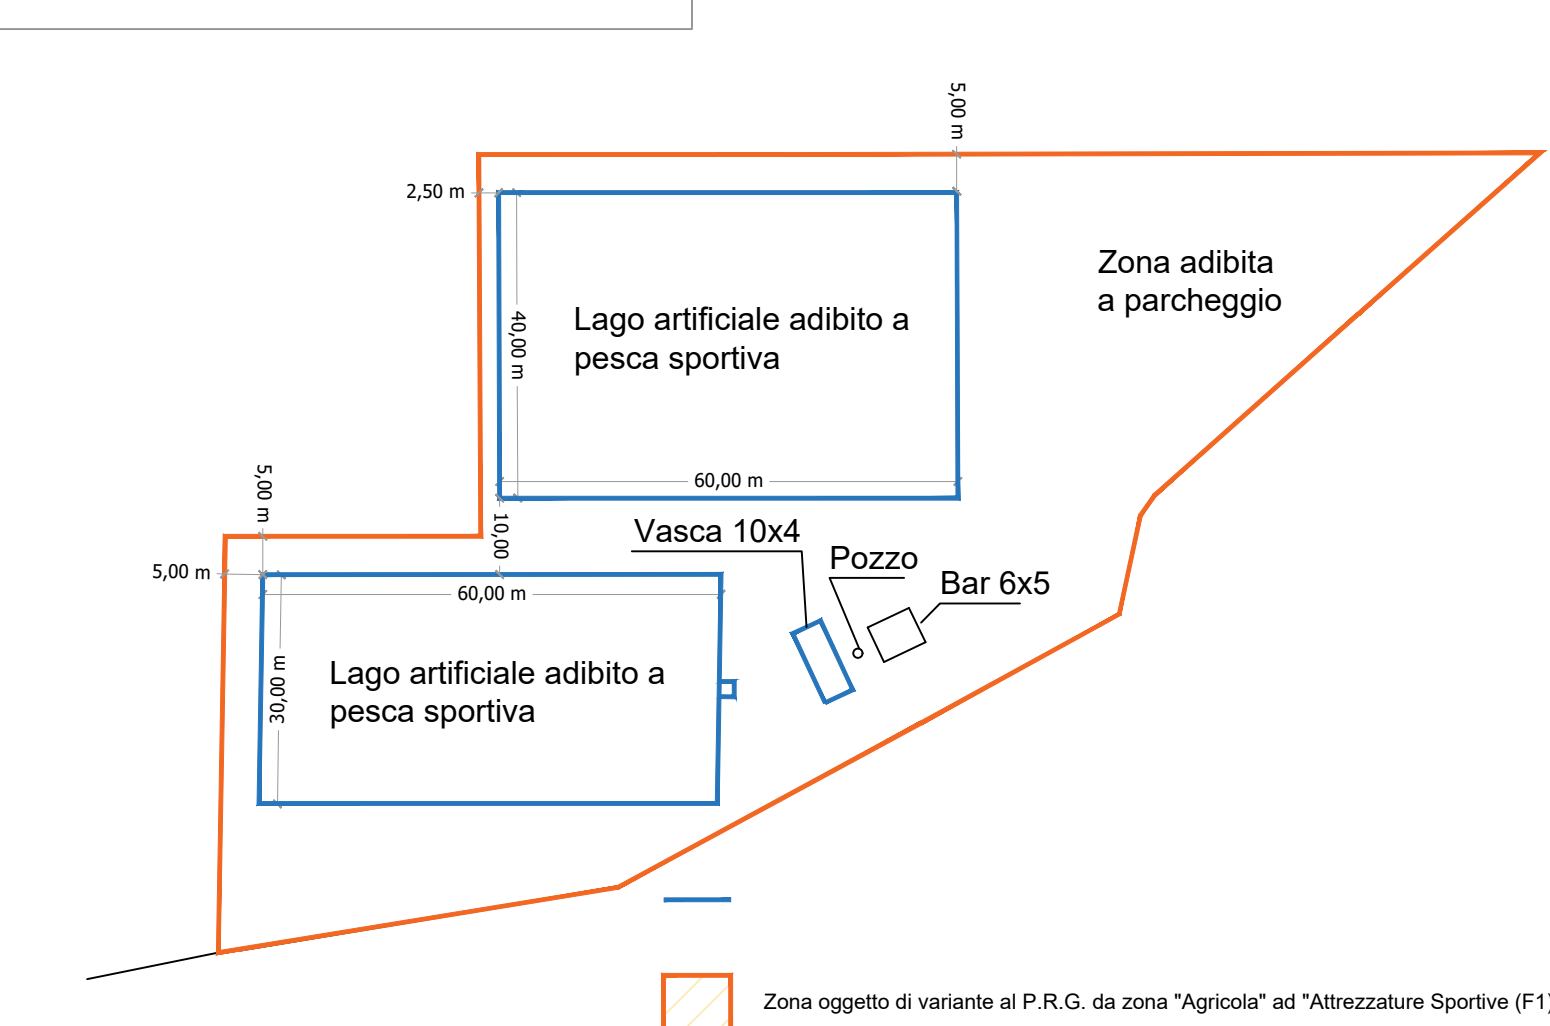 5,00 m
2,50 m
Zona adibita
a parcheggio
Lago artificiale adibito a
pesca sportiva
40,00 m
60,00 m
5,00 m
10,00
Vasca 10x4
Pozzo
Bar 6x5
5,00 m
60,00 m
30,00 m
Lago artificiale adibito a
pesca sportiva
Zona oggetto di variante al P.R.G. da zona "Agricola" ad "Attrezzature Sportive (F1)